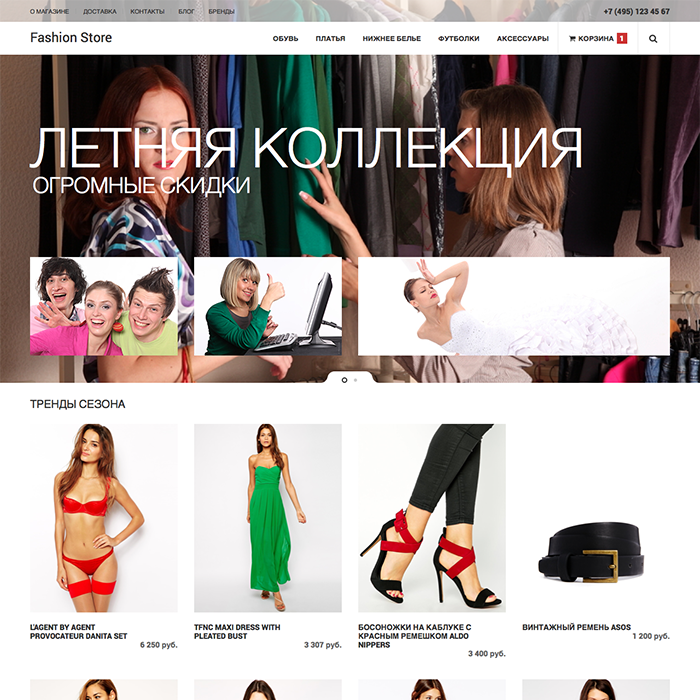 О МАГАЗИНЕ ДОСТАВКА КОНТАКТЫ БЛОГ БРЕНДЫ +7 (495) 123 45 67
Fashion Store ОБУВЬ ПЛАТЬЯ НИЖНЕЕ БЕЛЬЕ ФУТБОЛКИ АКСЕССУАРЫ КОРЗИНА 1
ЛЕТНЯЯ КОЛЛЕКЦИЯ
ОГРОМНЫЕ СКИДКИ
ТРЕНДЫ СЕЗОНА
L'AGENT BY AGENT
PROVOCATEUR DANITA SET
6 250 руб.
TFNC MAXI DRESS WITH
PLEATED BUST
3 307 руб.
БОСОНОЖКИ НА КАБЛУКЕ С
КРАСНЫМ РЕМЕШКОМ ALDO
NIPPERS
3 400 руб.
ВИНТАЖНЫЙ РЕМЕНЬ ASOS
1 200 руб.